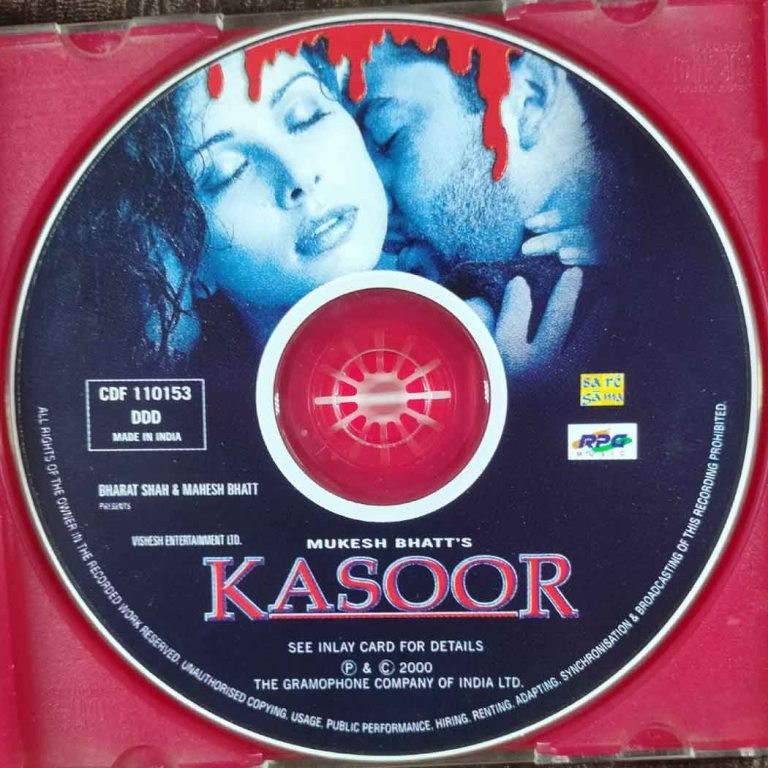 CDF 110153
DDD
MADE IN INDIA
sa re
ga ma
RPG
MUSIC
BHARAT SHAH & MAHESH BHATT
PRESENTS
VISHESH ENTERTAINMENT LTD.
MUKESH BHATT'S
KASOOR
SEE INLAY CARD FOR DETAILS
Ⓟ & © 2000
THE GRAMOPHONE COMPANY OF INDIA LTD.
ALL RIGHTS OF THE OWNER IN THE RECORDED WORK RESERVED. UNAUTHORISED COPYING, USAGE, PUBLIC PERFORMANCE, HIRING, RENTING, ADAPTING, SYNCHRONISATION & BROADCASTING OF THIS RECORDING PROHIBITED.